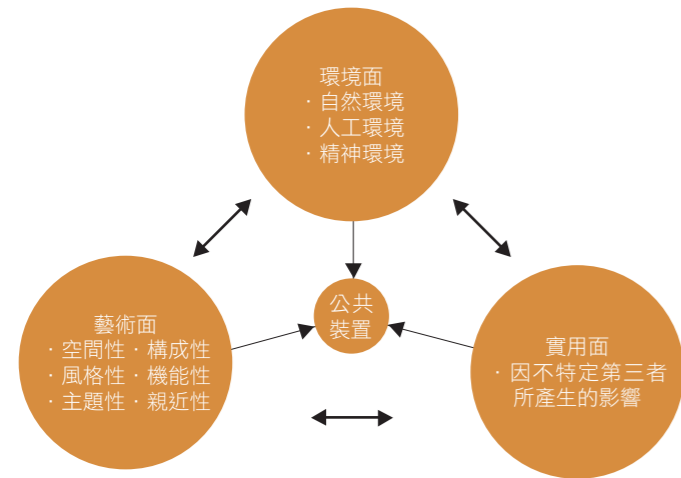 環境面
· 自然環境
· 人工環境
· 精神環境
公共
裝置
藝術面
· 空間性 · 構成性
· 風格性 · 機能性
· 主題性 · 親近性
實用面
· 因不特定第三者
所產生的影響